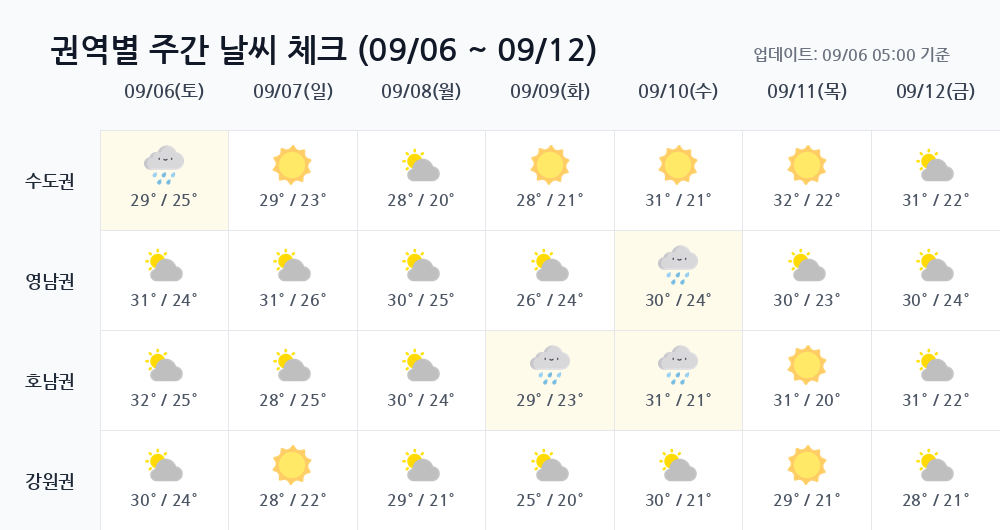 권역별 주간 날씨 체크 (09/06 ~ 09/12)
업데이트: 09/06 05:00 기준
09/06(토) 09/07(일) 09/08(월) 09/09(화) 09/10(수) 09/11(목) 09/12(금)
수도권 29° / 25° 29° / 23° 28° / 20° 28° / 21° 31° / 21° 32° / 22° 31° / 22°
영남권 31° / 24° 31° / 26° 30° / 25° 26° / 24° 30° / 24° 30° / 23° 30° / 24°
호남권 32° / 25° 28° / 25° 30° / 24° 29° / 23° 31° / 21° 31° / 20° 31° / 22°
강원권 30° / 24° 28° / 22° 29° / 21° 25° / 20° 30° / 21° 29° / 21° 28° / 21°